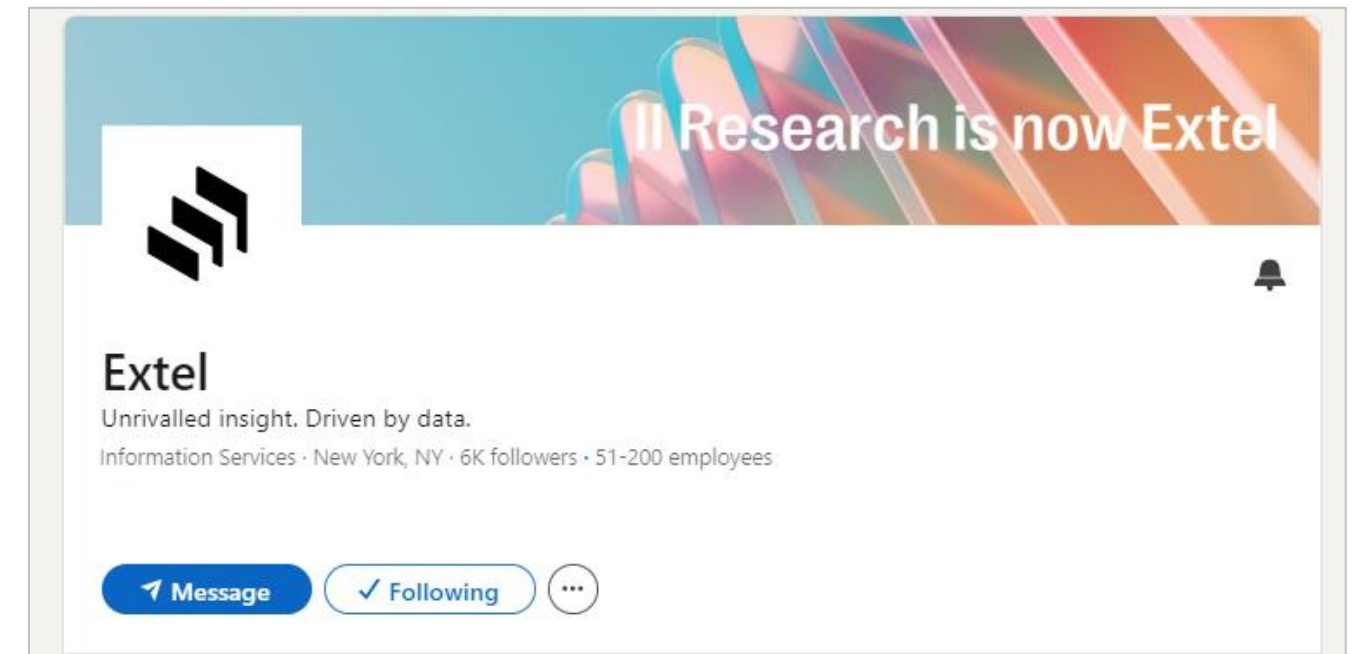 II Research is now Extel
Extel
Unrivalled insight. Driven by data.
Information Services · New York, NY · 6K followers · 51-200 employees
Message
Following